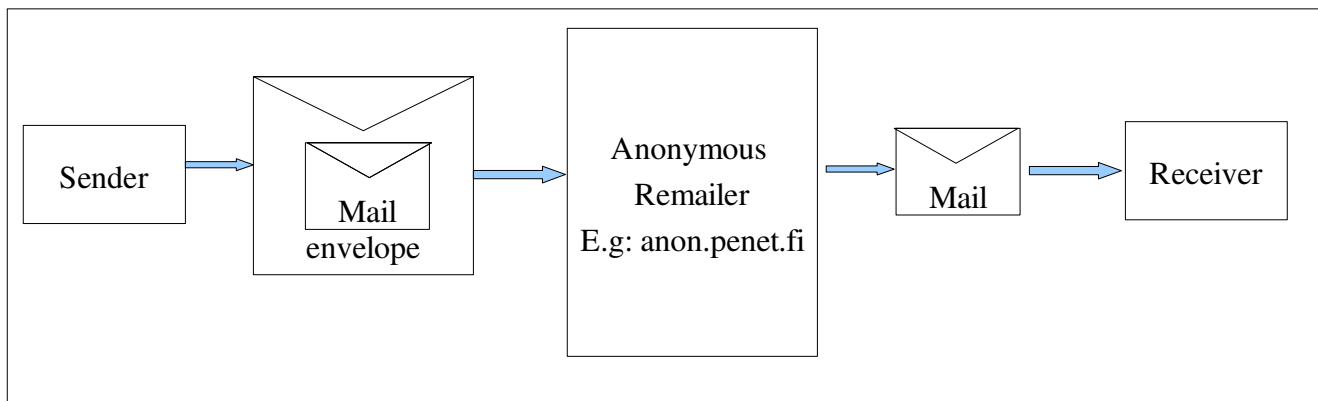 Sender
Mail
envelope
Anonymous
Remailer
E.g: anon.penet.fi
Mail
Receiver